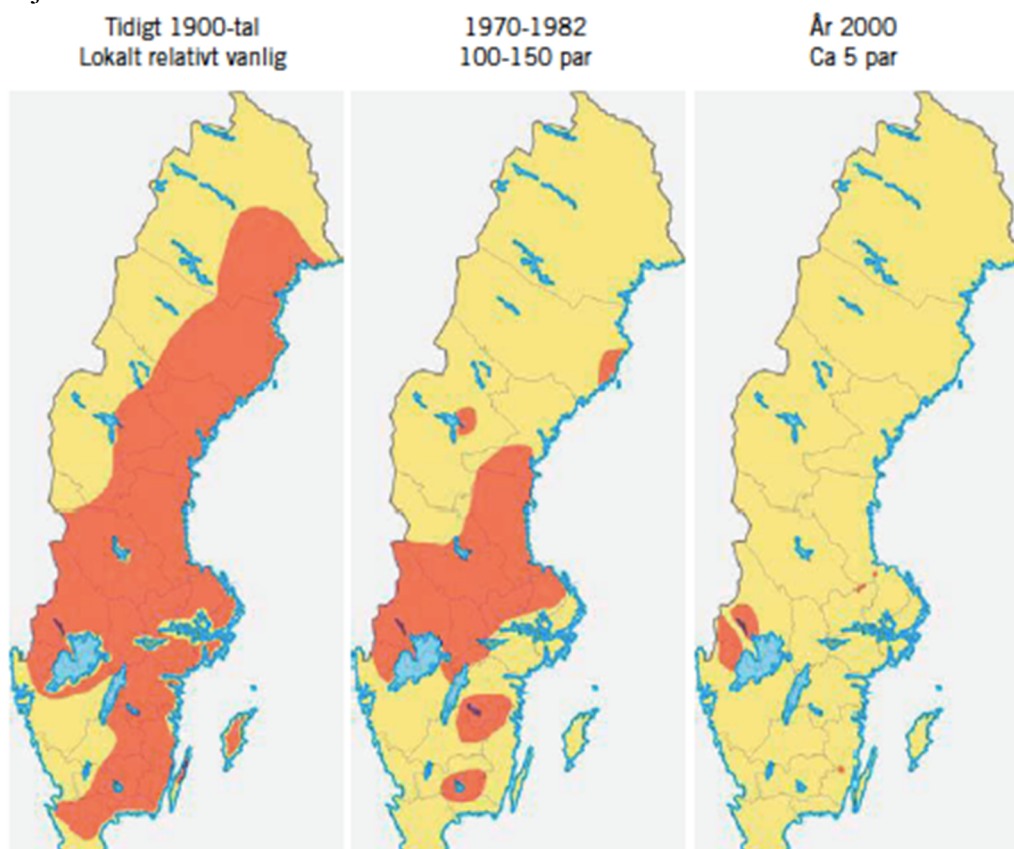 Tidigt 1900-tal
Lokalt relativt vanlig
1970-1982
100-150 par
År 2000
Ca 5 par